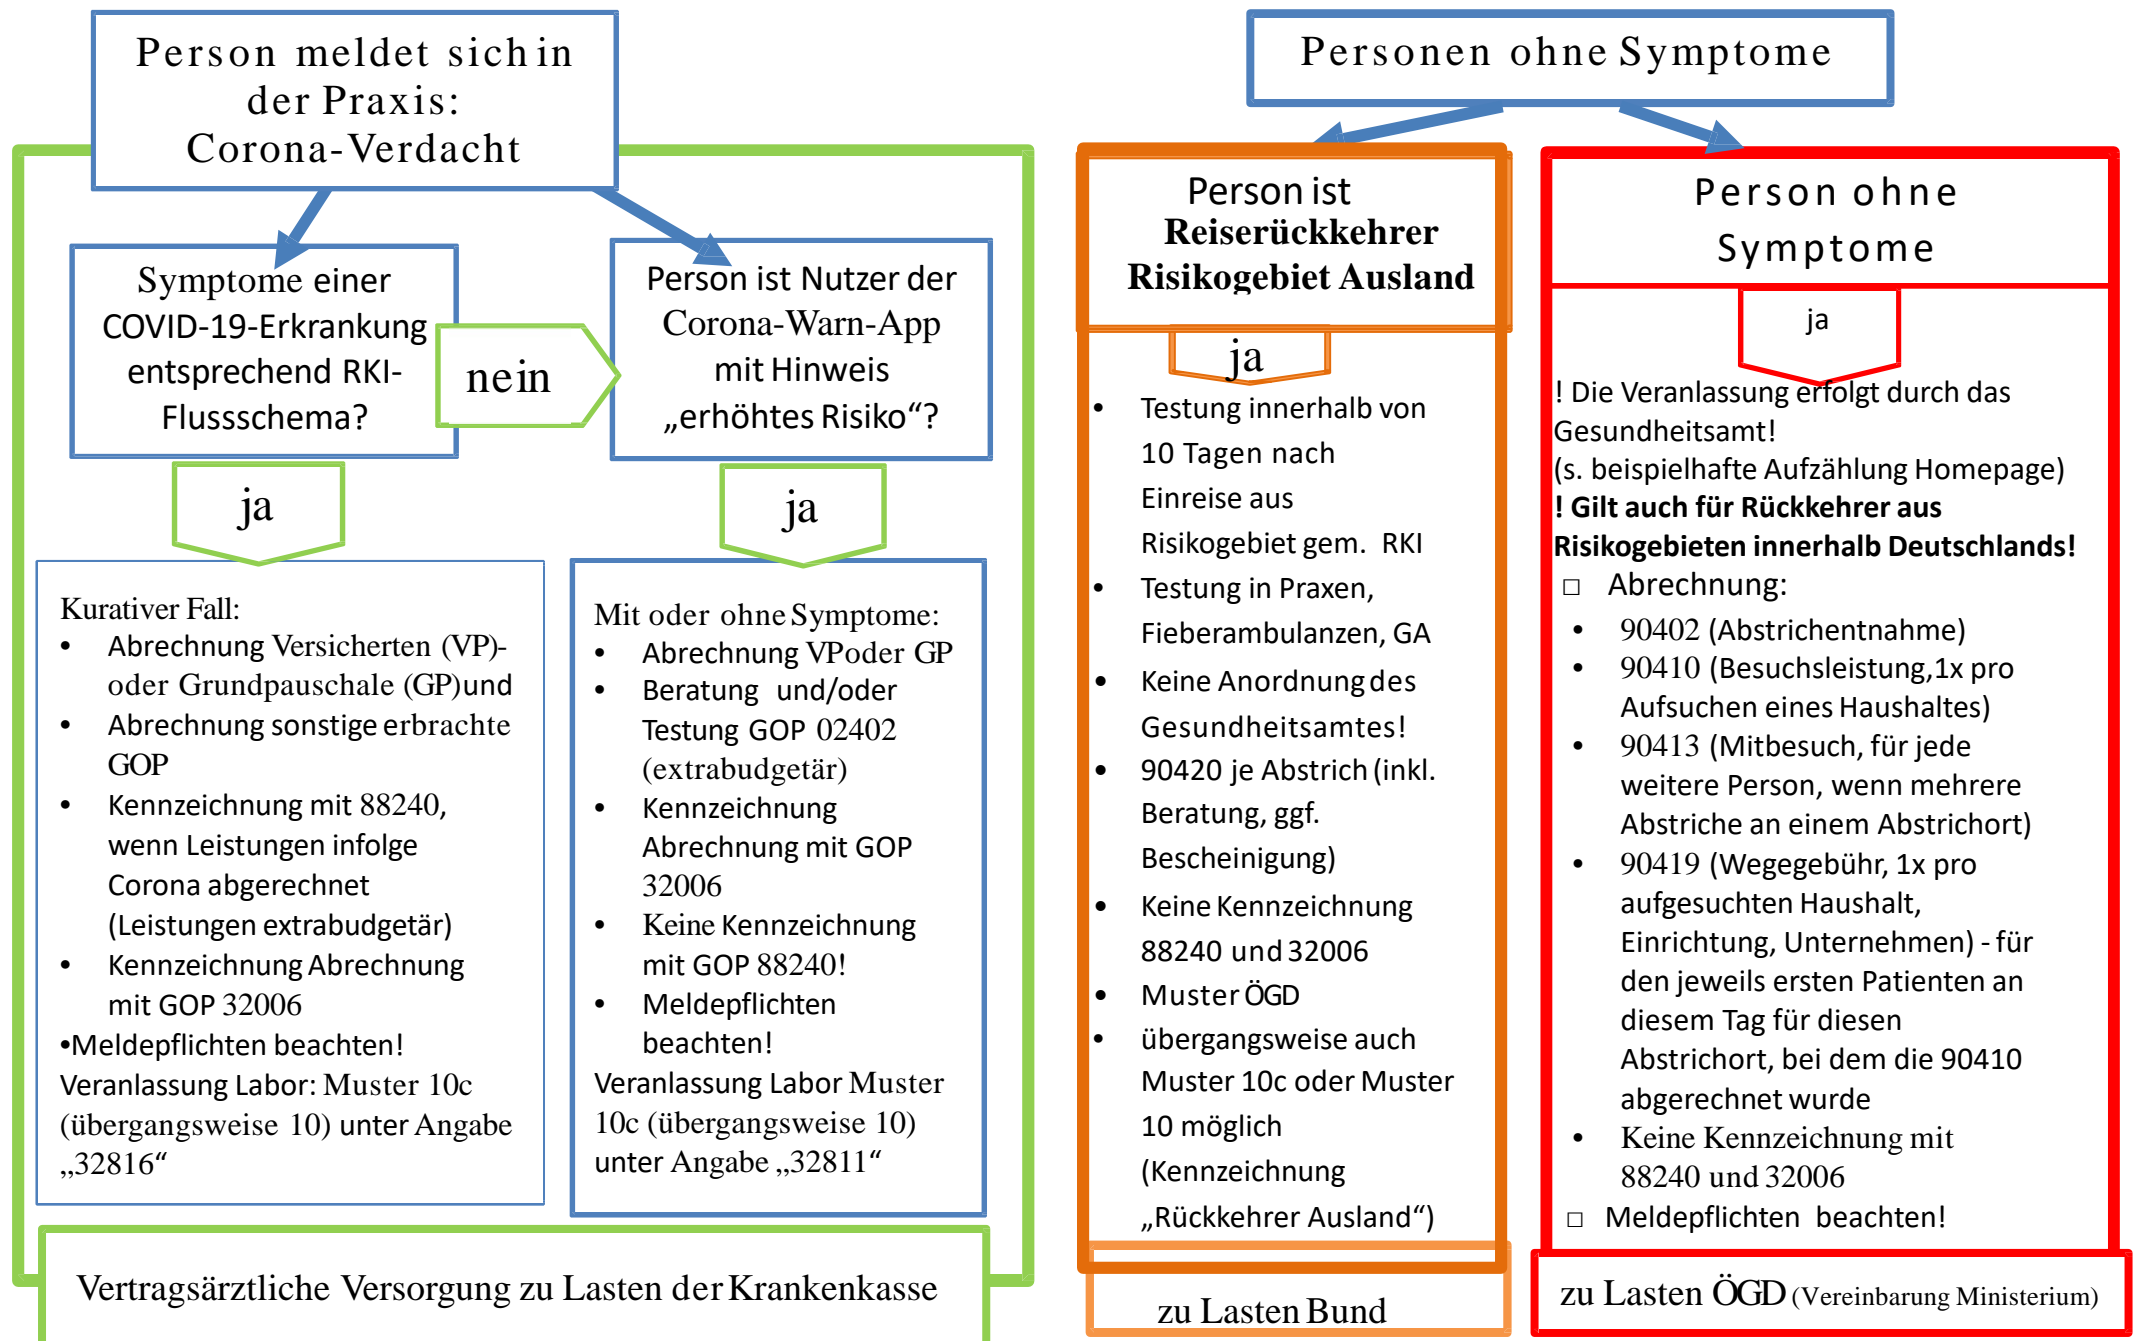 Person meldet sich in
der Praxis:
Corona-Verdacht
Symptome einer
COVID-19-Erkrankung
entsprechend RKI-
Flussschema?
nein
Person ist Nutzer der
Corona-Warn-App
mit Hinweis
„erhöhtes Risiko“?
ja
ja
Kurativer Fall:
• Abrechnung Versicherten (VP)-
oder Grundpauschale (GP)und
• Abrechnung sonstige erbrachte
GOP
• Kennzeichnung mit 88240,
wenn Leistungen infolge
Corona abgerechnet
(Leistungen extrabudgetär)
• Kennzeichnung Abrechnung
mit GOP 32006
•Meldepflichten beachten!
Veranlassung Labor: Muster 10c
(übergangsweise 10) unter Angabe
„32816“
Mit oder ohne Symptome:
• Abrechnung VPoder GP
• Beratung und/oder
Testung GOP 02402
(extrabudgetär)
• Kennzeichnung
Abrechnung mit GOP
32006
• Keine Kennzeichnung
mit GOP 88240!
• Meldepflichten
beachten!
Veranlassung Labor Muster
10c (übergangsweise 10)
unter Angabe „32811“
Vertragsärztliche Versorgung zu Lasten der Krankenkasse
Personen ohne Symptome
Person ist
Reiserückkehrer
Risikogebiet Ausland
ja
• Testung innerhalb von
10 Tagen nach
Einreise aus
Risikogebiet gem. RKI
• Testung in Praxen,
Fieberambulanzen, GA
• Keine Anordnung des
Gesundheitsamtes!
• 90420 je Abstrich (inkl.
Beratung, ggf.
Bescheinigung)
• Keine Kennzeichnung
88240 und 32006
• Muster ÖGD
• übergangsweise auch
Muster 10c oder Muster
10 möglich
(Kennzeichnung
„Rückkehrer Ausland“)
zu Lasten Bund
Person ohne
Symptome
ja
! Die Veranlassung erfolgt durch das
Gesundheitsamt!
(s. beispielhafte Aufzählung Homepage)
! Gilt auch für Rückkehrer aus
Risikogebieten innerhalb Deutschlands!
□ Abrechnung:
• 90402 (Abstrichentnahme)
• 90410 (Besuchsleistung,1x pro
Aufsuchen eines Haushaltes)
• 90413 (Mitbesuch, für jede
weitere Person, wenn mehrere
Abstriche an einem Abstrichort)
• 90419 (Wegegebühr, 1x pro
aufgesuchten Haushalt,
Einrichtung, Unternehmen) - für
den jeweils ersten Patienten an
diesem Tag für diesen
Abstrichort, bei dem die 90410
abgerechnet wurde
• Keine Kennzeichnung mit
88240 und 32006
□ Meldepflichten beachten!
zu Lasten ÖGD (Vereinbarung Ministerium)